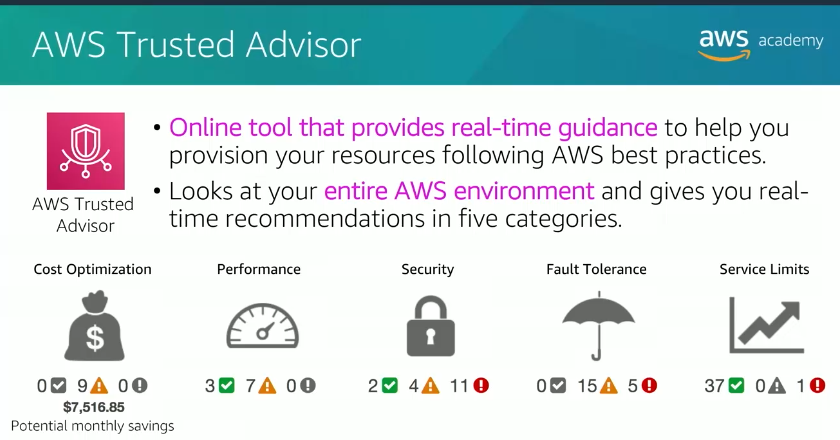 AWS Trusted Advisor
aws academy
• Online tool that provides real-time guidance to help you
provision your resources following AWS best practices.
• Looks at your entire AWS environment and gives you real-
time recommendations in five categories.
AWS Trusted
Advisor
Cost Optimization
Performance
Security
Fault Tolerance
Service Limits
$
0 9 0
3 7 0
2 4 11
0 15 5
37 0 1
$7,516.85
Potential monthly savings